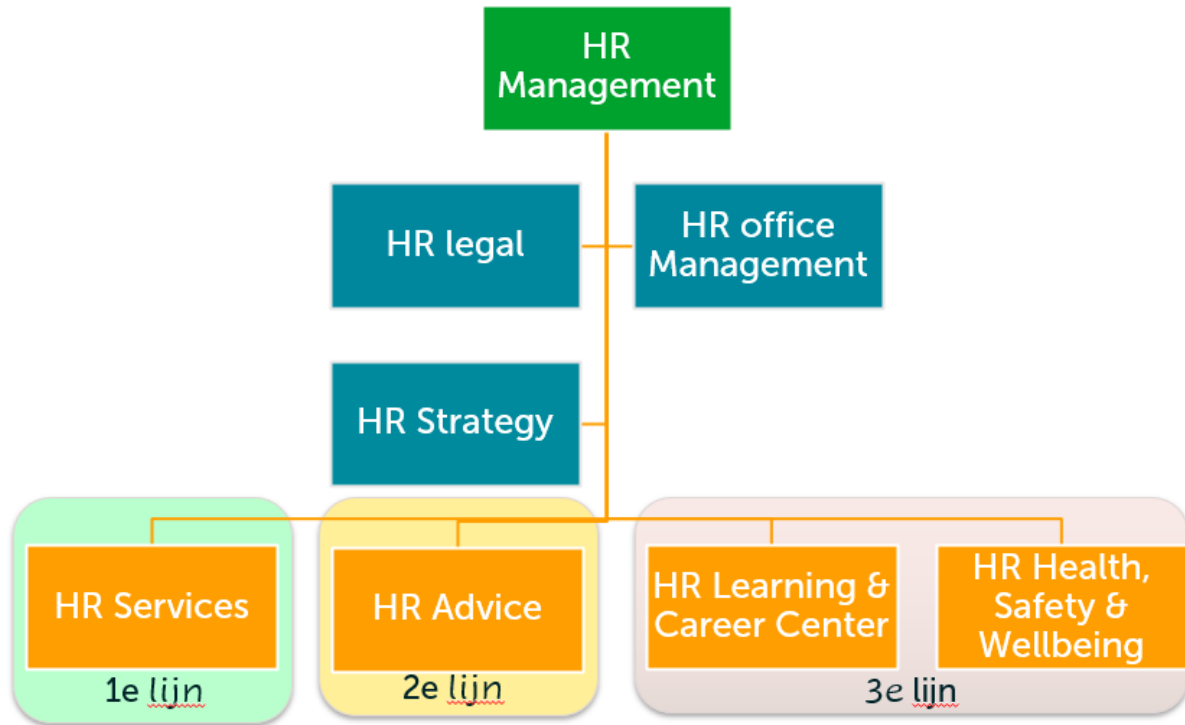 HR
Management
HR legal
HR office
Management
HR Strategy
HR Services
HR Advice
HR Learning &
Career Center
HR Health,
Safety &
Wellbeing
1e lijn
2e lijn
3e lijn